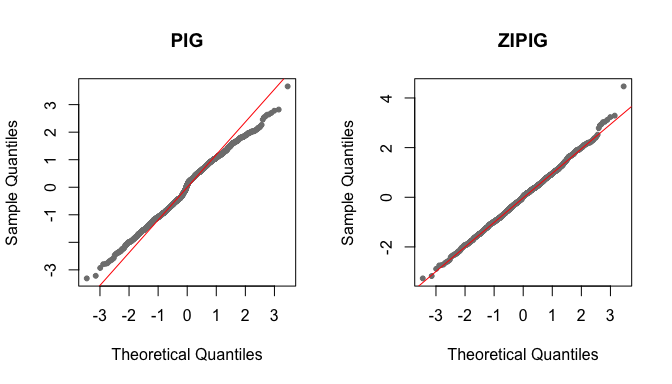 PIG
Sample Quantiles
3
2
1
0
-1
-3
-3 -2 -1 0 1 2 3
Theoretical Quantiles
ZIPIG
Sample Quantiles
4
2
0
-2
-3 -2 -1 0 1 2 3
Theoretical Quantiles